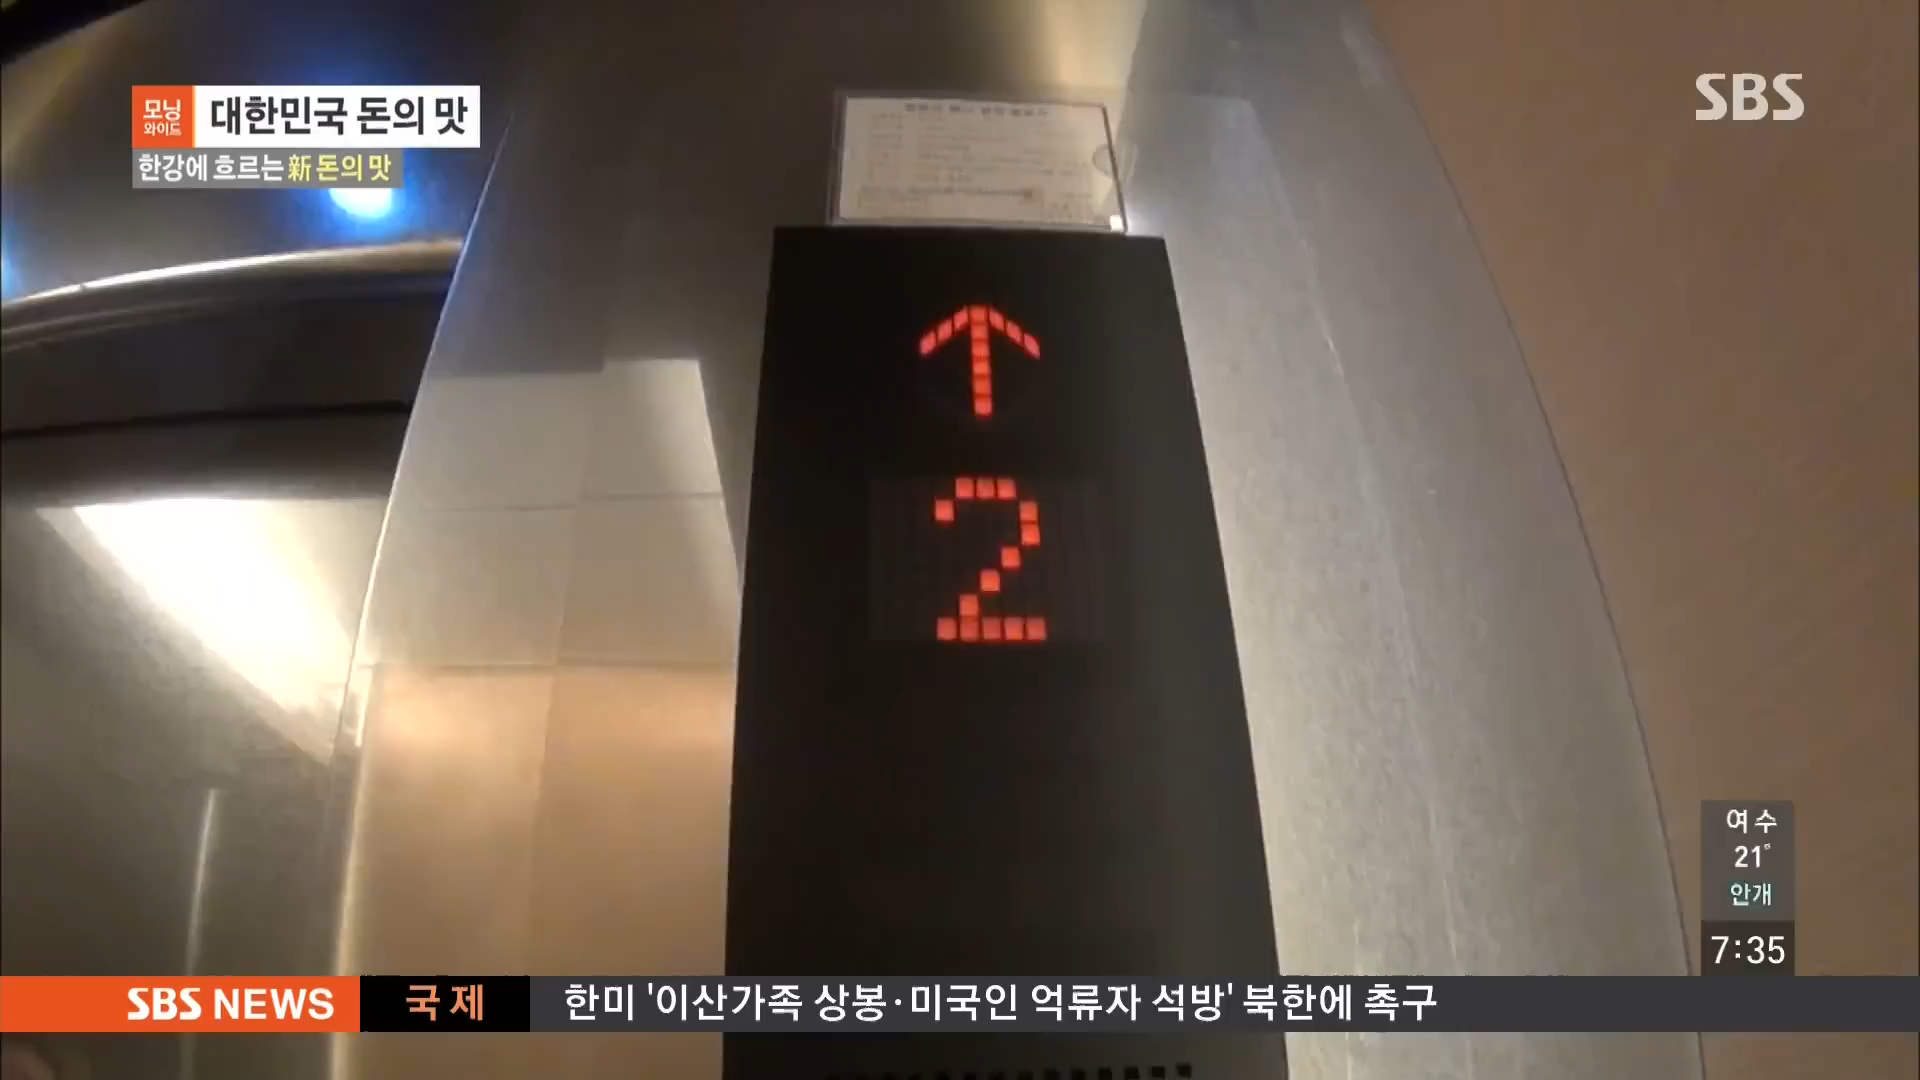 모닝
와이드
대한민국 돈의 맛
한강에 흐르는 新 돈의 맛
SBS
↑
2
여수
21°
안개
7:35
SBS NEWS 국제 한미 '이산가족 상봉·미국인 억류자 석방' 북한에 촉구